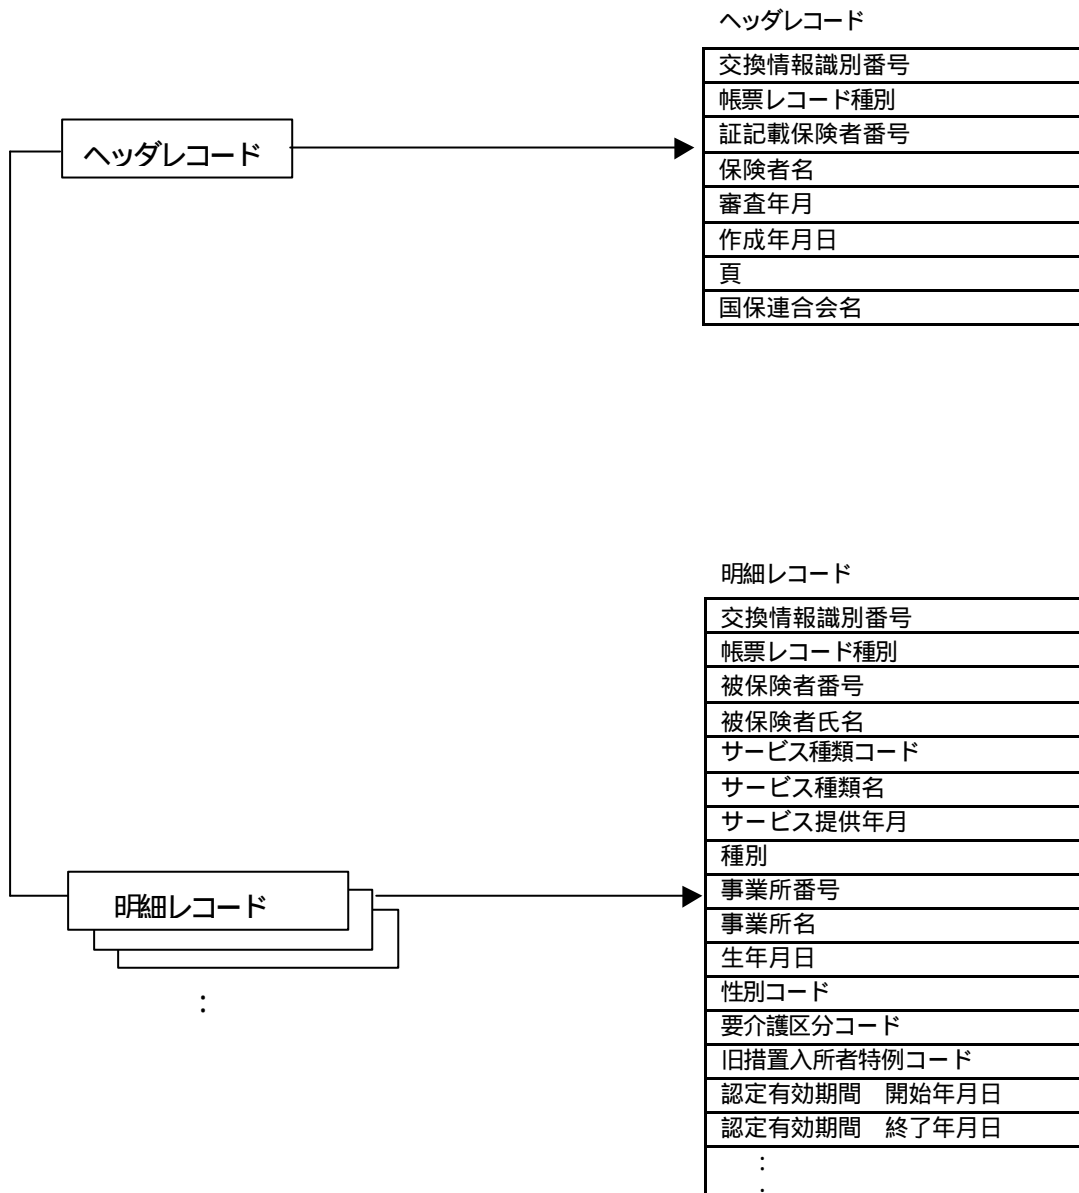 ヘッダレコード
交換情報識別番号
帳票レコード種別
証記載保険者番号
保険者名
審査年月
作成年月日
頁
国保連合会名
ヘッダレコード
明細レコード
交換情報識別番号
帳票レコード種別
被保険者番号
被保険者氏名
サービス種類コード
サービス種類名
サービス提供年月
種別
事業所番号
事業所名
生年月日
性別コード
要介護区分コード
旧措置入所者特例コード
認定有効期間　開始年月日
認定有効期間　終了年月日
：
：
明細レコード
：